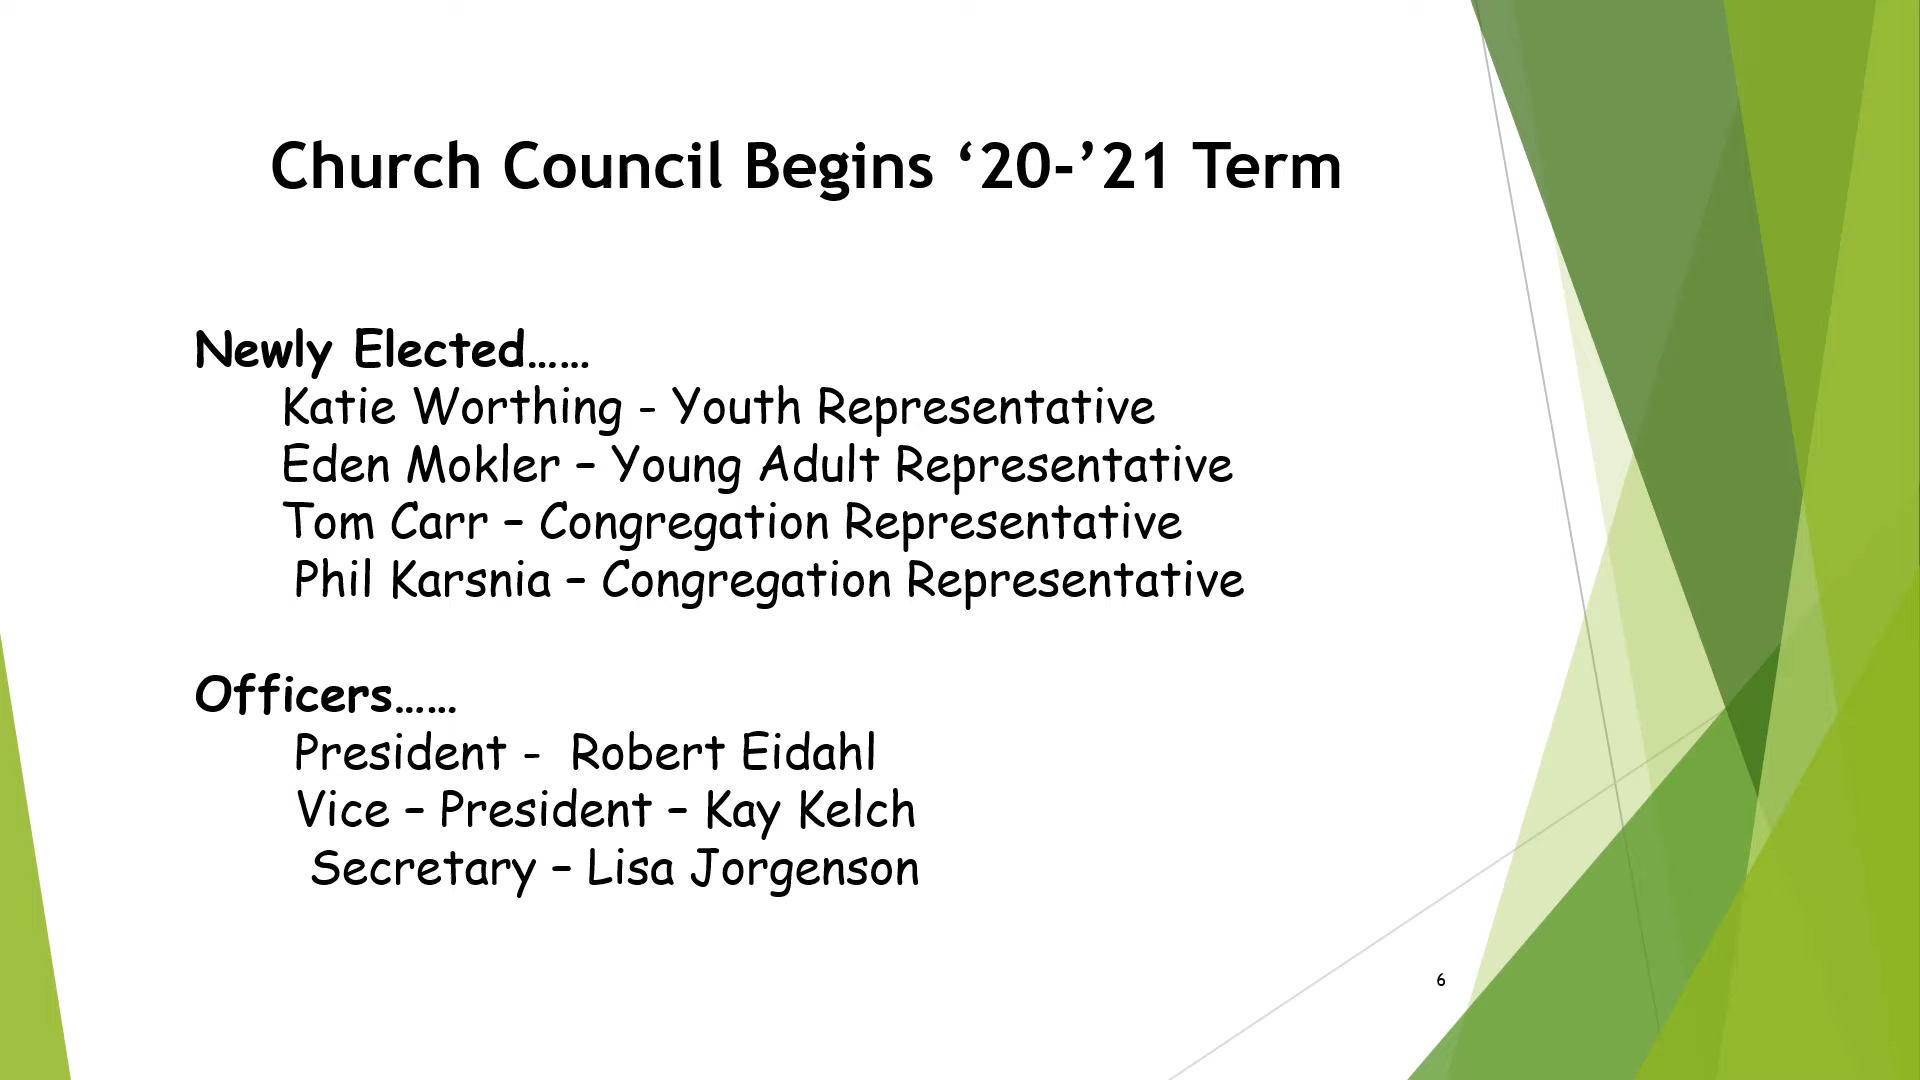 Church Council Begins ‘20-’21 Term
Newly Elected……
Katie Worthing - Youth Representative
Eden Mokler – Young Adult Representative
Tom Carr – Congregation Representative
Phil Karsnia – Congregation Representative
Officers……
President - Robert Eidahl
Vice – President – Kay Kelch
Secretary – Lisa Jorgenson
6